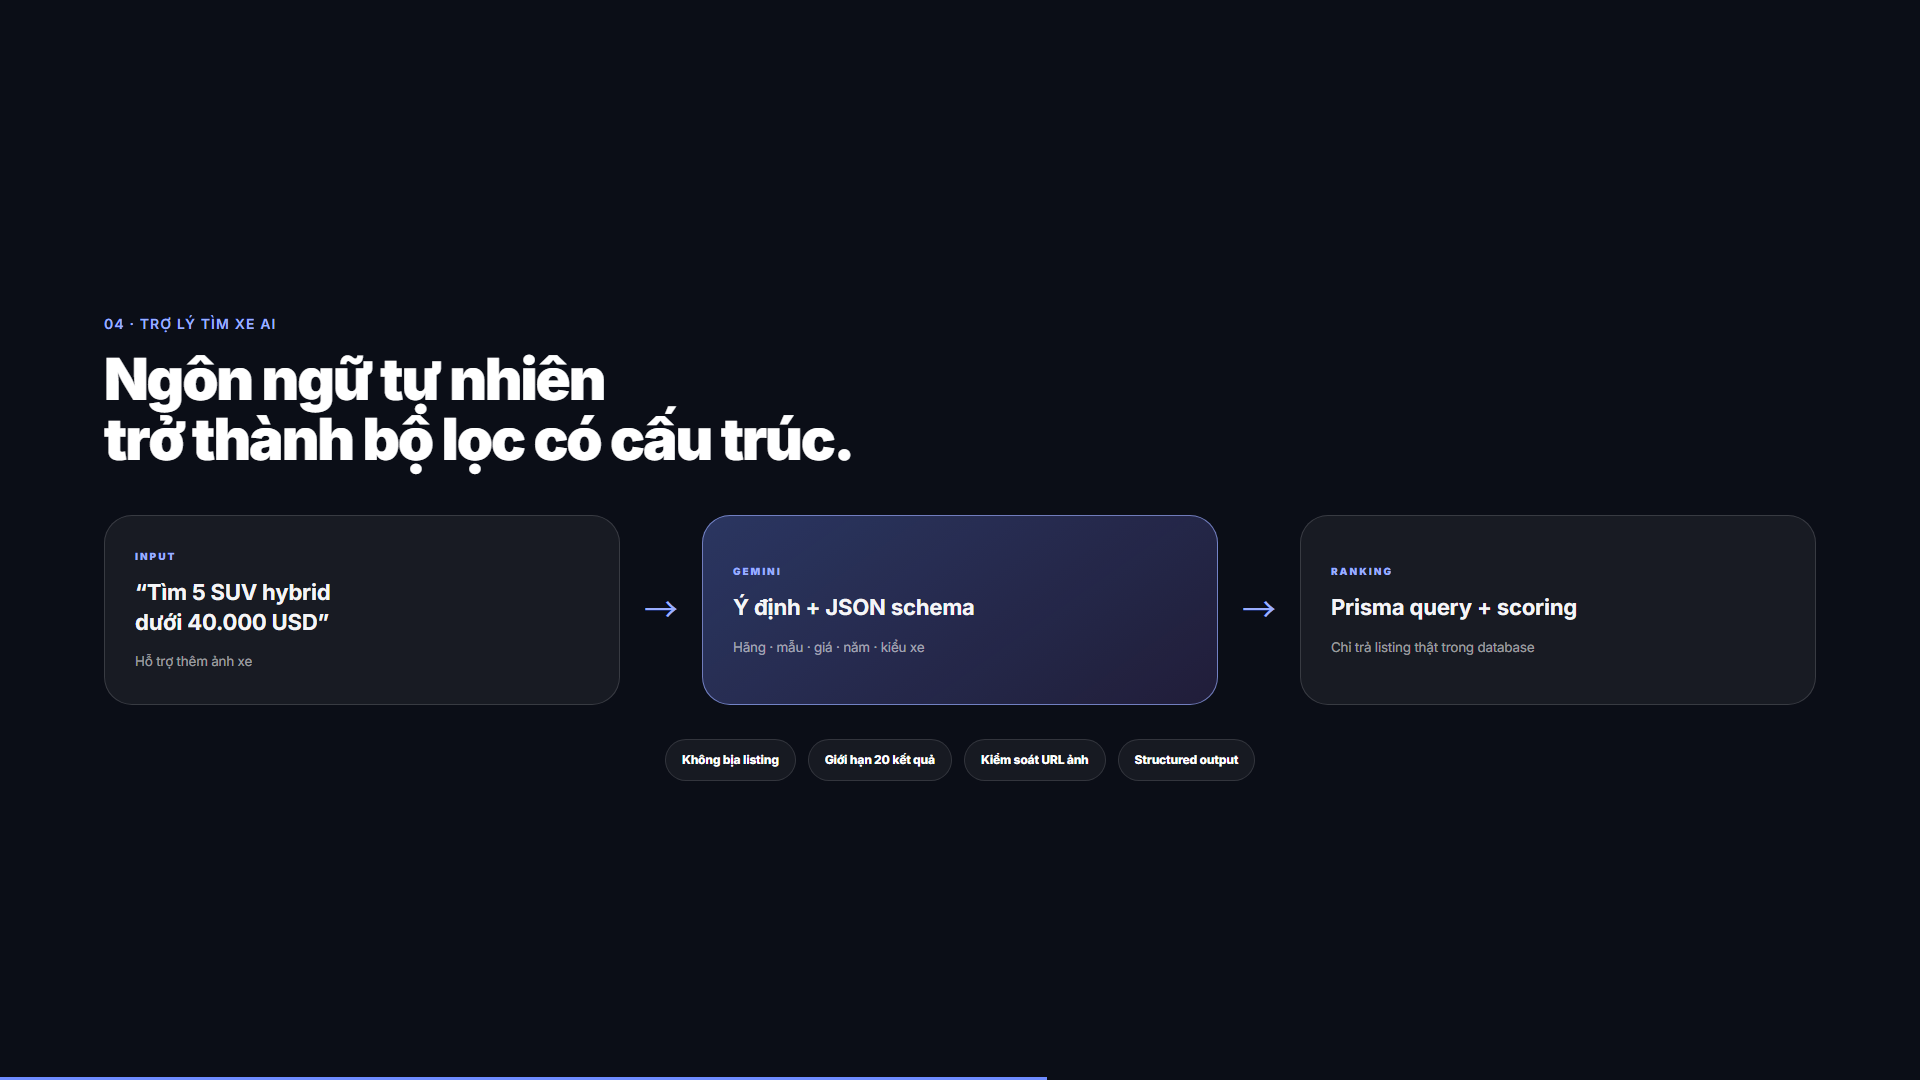 04 · TRỢ LÝ TÌM XE AI
Ngôn ngữ tự nhiên
trở thành bộ lọc có cấu trúc.
INPUT
“Tìm 5 SUV hybrid
dưới 40.000 USD”
Hỗ trợ thêm ảnh xe
→
GEMINI
Ý định + JSON schema
Hãng · mẫu · giá · năm · kiểu xe
→
RANKING
Prisma query + scoring
Chỉ trả listing thật trong database
Không bịa listing
Giới hạn 20 kết quả
Kiểm soát URL ảnh
Structured output